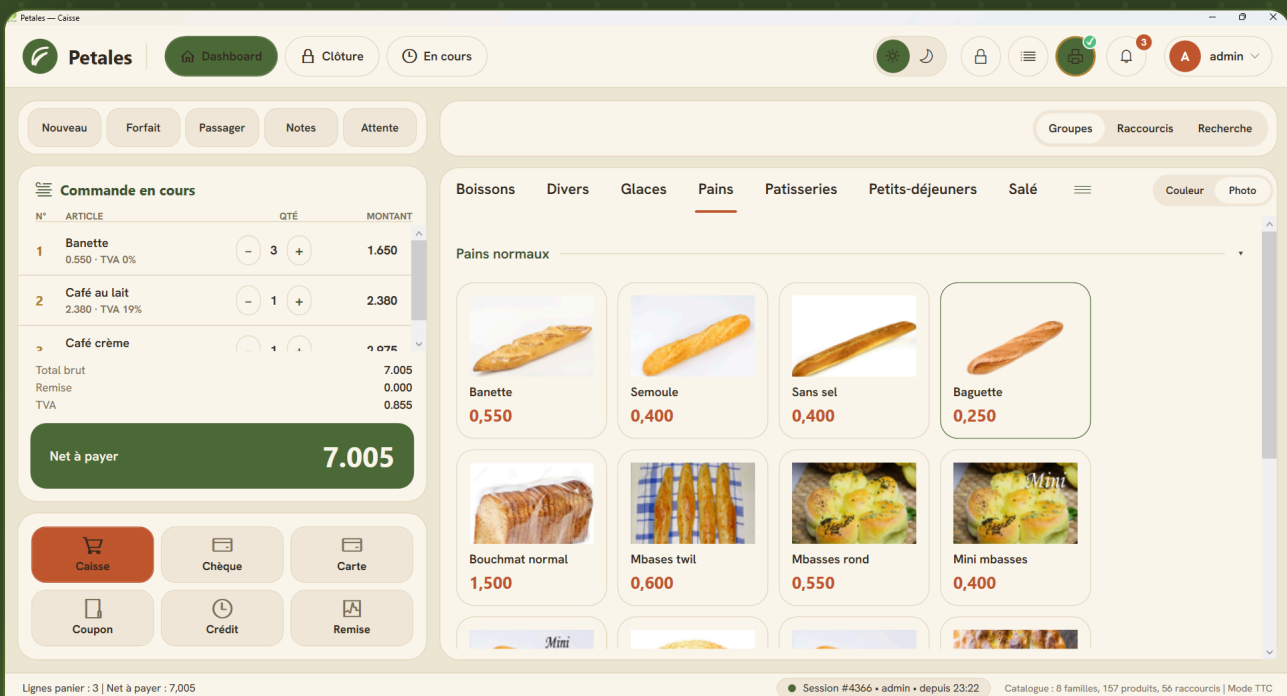 Petales — Caisse
Petales
Dashboard
Clôture
En cours
3
A
admin
Nouveau
Forfait
Passager
Notes
Attente
Groupes
Raccourcis
Recherche
Commande en cours
N° ARTICLE QTÉ MONTANT
1 Banette − 3 + 1.650
0.550 · TVA 0%
2 Café au lait − 1 + 2.380
2.380 · TVA 19%
Café crème
1 + 2.975
Total brut 7.005
Remise 0.000
TVA 0.855
Net à payer 7.005
Caisse
Chèque
Carte
Coupon
Crédit
Remise
Boissons
Divers
Glaces
Pains
Patisseries
Petits-déjeuners
Salé
Couleur
Photo
Pains normaux
Banette
0,550
Semoule
0,400
Sans sel
0,400
Baguette
0,250
Bouchmat normal
1,500
Mbases twil
0,600
Mbasses rond
0,550
Mini
Mini mbasses
0,400
Mini
Lignes panier : 3 | Net à payer : 7,005
Session #4366 • admin • depuis 23:22
Catalogue : 8 familles, 157 produits, 56 raccourcis | Mode TTC